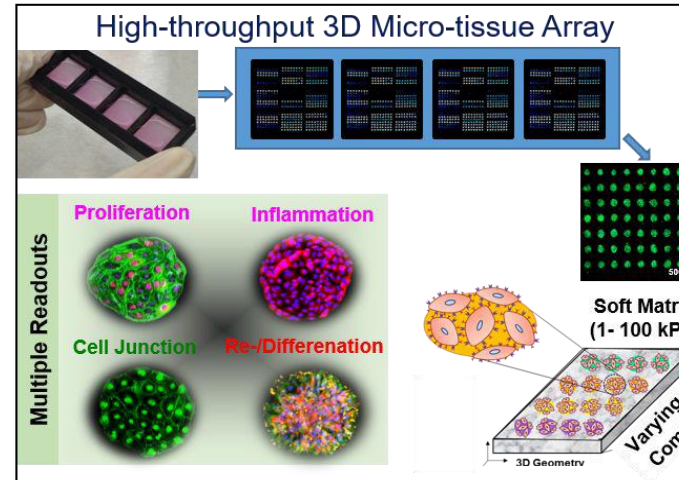 High-throughput 3D Micro-tissue Array
Proliferation
Inflammation
Cell Junction
Re-/Differenation
Multiple Readouts
500
Soft Matr
(1- 100 kP
Varying
Com
3D Geometry